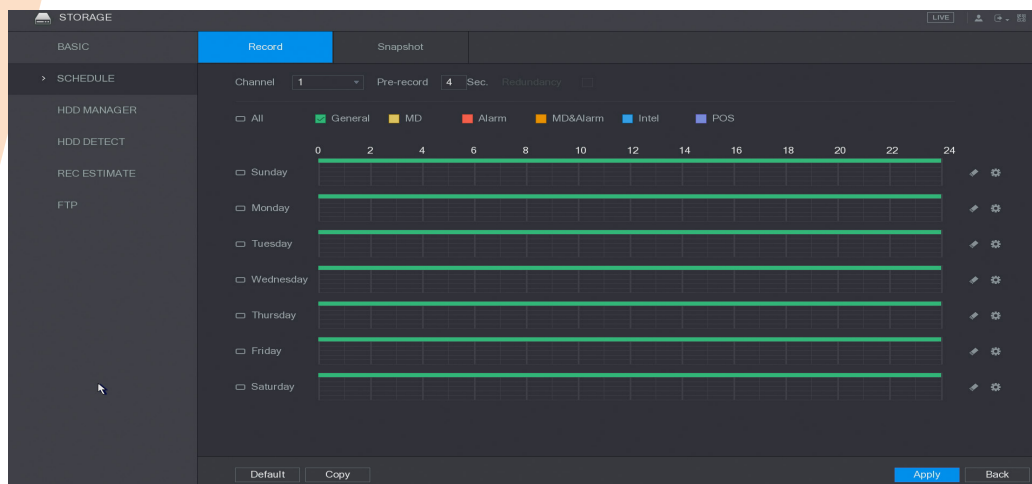 STORAGE LIVE
BASIC Record Snapshot
SCHEDULE Channel 1 Pre-record 4 Sec. Redundancy
HDD MANAGER All General MD Alarm MD&Alarm Intel POS
HDD DETECT
0 2 4 6 8 10 12 14 16 18 20 22 24
REC ESTIMATE Sunday
FTP Monday
Tuesday
Wednesday
Thursday
Friday
Saturday
Default Copy Apply Back